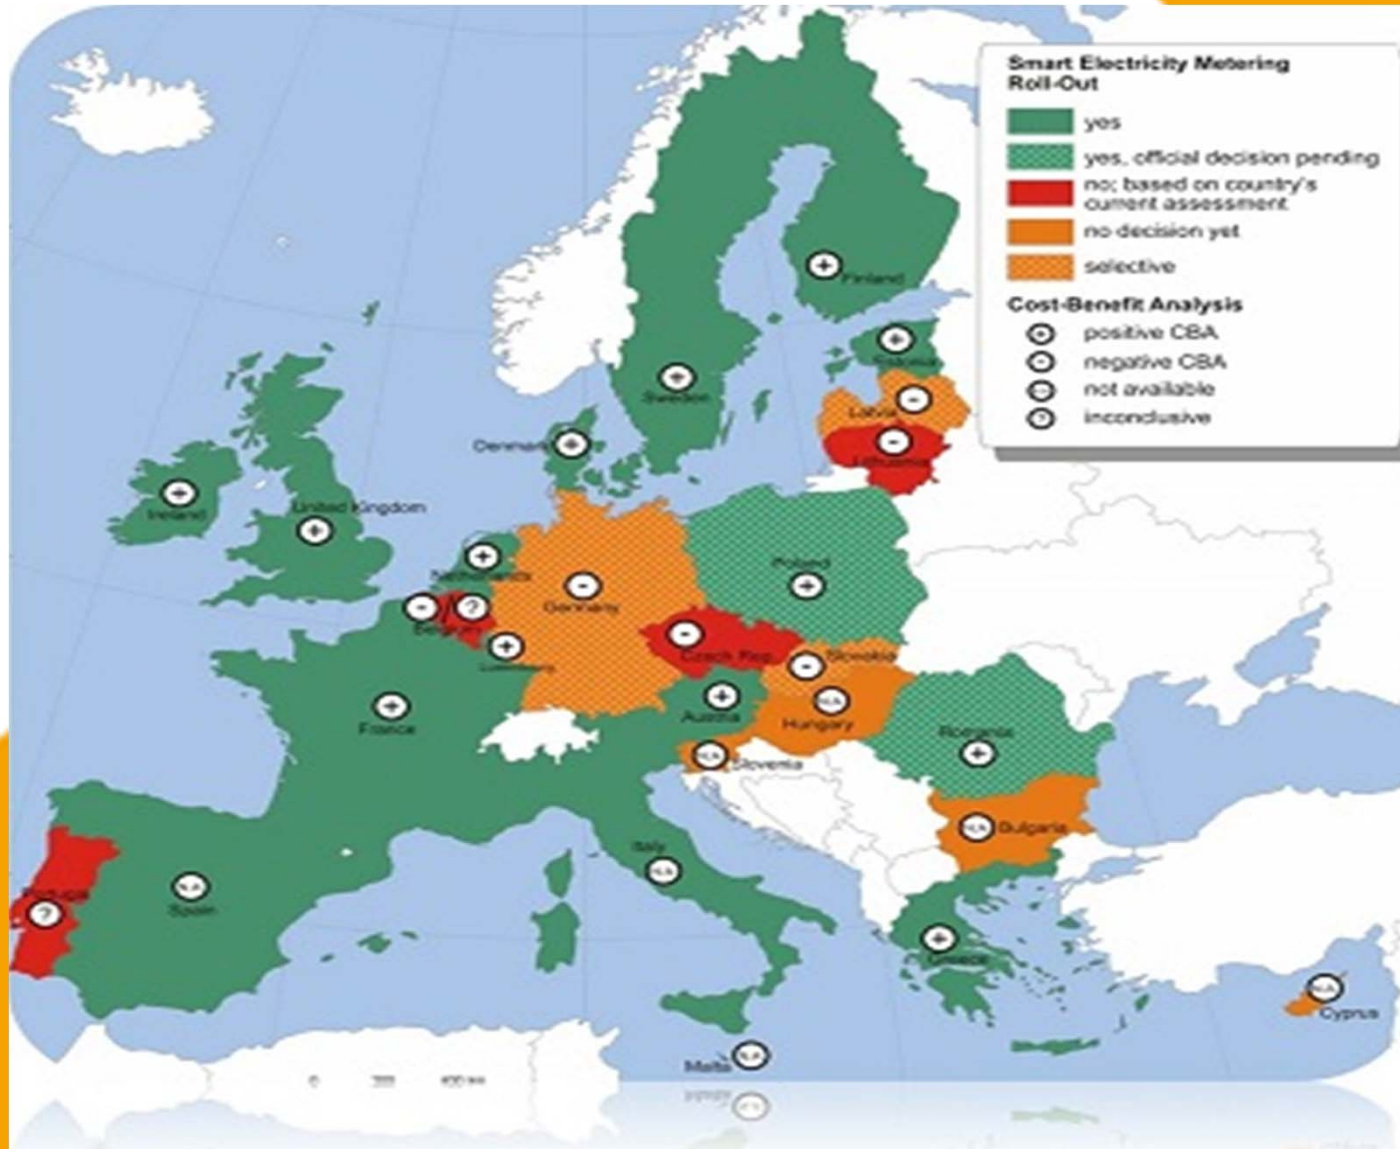 Smart Electricity Metering
Roll-Out
yes
yes, official decision pending
no; based on country's
current assessment
no decision yet
selective
Cost-Benefit Analysis
+ positive CBA
- negative CBA
not available
? inconclusive
+
Finland
+
Estonia
+
Sweden
-
Latvia
-
Lithuania
Denmark +
+
Ireland
United Kingdom
+
+
Netherlands
-
Germany
Poland
+
- ?
Belgium
+
-
Czech Rep.
Slovakia
-
+
Austria
N.A.
Hungary
+
France
N.A. Slovenia
Romania
+
N.A. Bulgaria
Italy
N.A.
Portugal
?
N.A.
Spain
+
Greece
N.A.
Cyprus
Malta N.A.
0